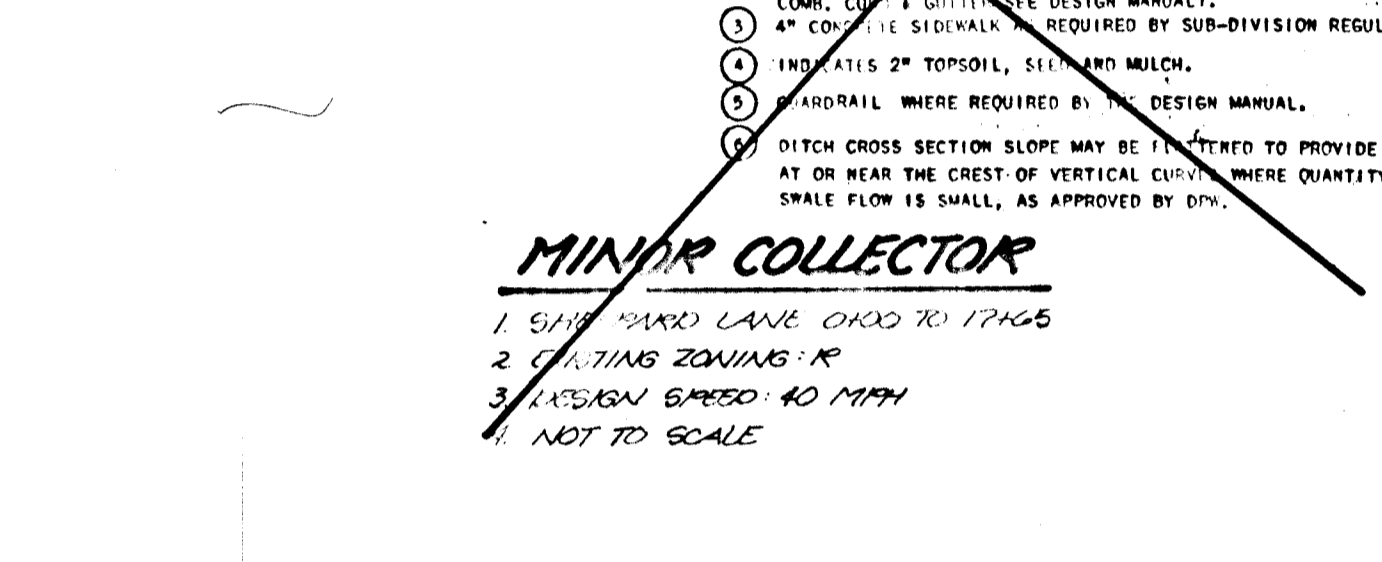 COMB. CURB & GUTTER (SEE DESIGN MANUAL).
3 4" CONCRETE SIDEWALK AS REQUIRED BY SUB-DIVISION REGUL
4 INDICATES 2" TOPSOIL, SEED AND MULCH.
5 GUARDRAIL WHERE REQUIRED BY THE DESIGN MANUAL.
6 DITCH CROSS SECTION SLOPE MAY BE FLATTENED TO PROVIDE
AT OR NEAR THE CREST OF VERTICAL CURVES WHERE QUANTITY
SWALE FLOW IS SMALL, AS APPROVED BY DPW.
MINOR COLLECTOR
1. SHEPPARD LANE 0+00 TO 17+65
2. EXISTING ZONING: R
3. DESIGN SPEED: 40 MPH
4. NOT TO SCALE